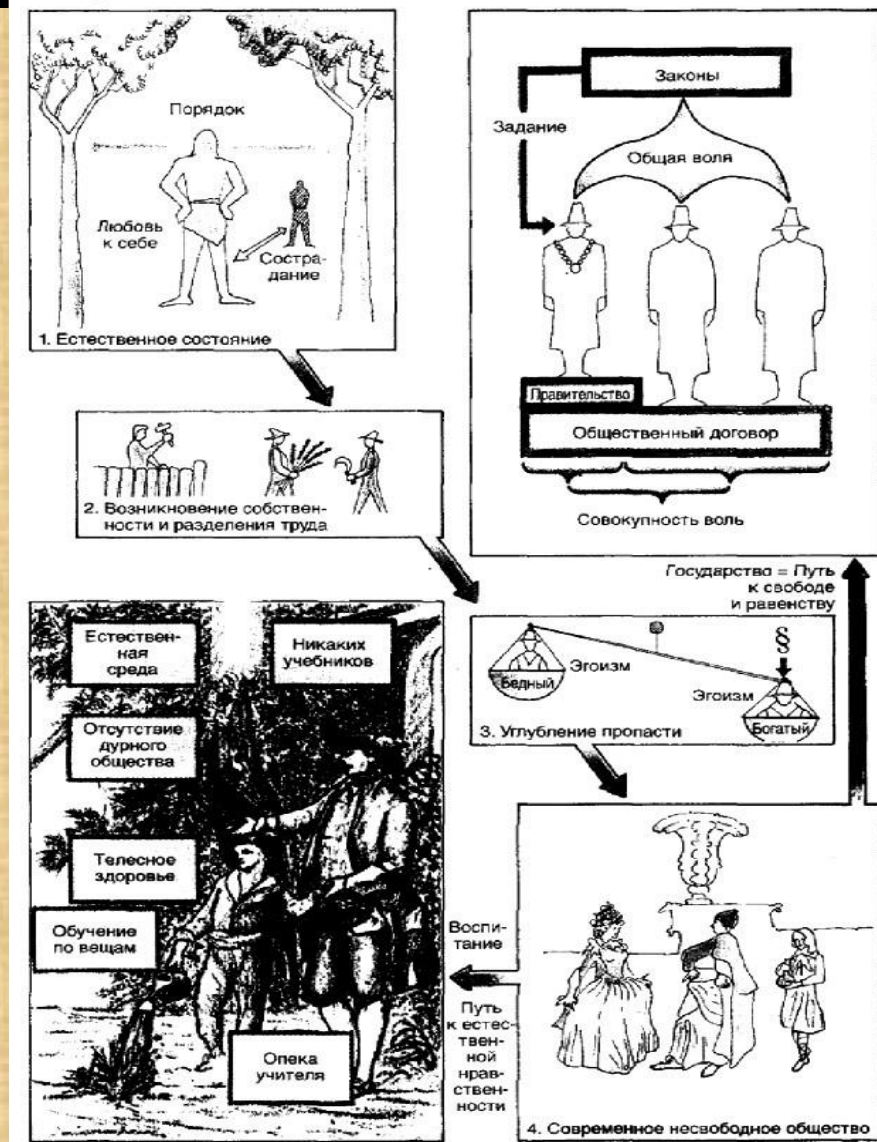 Порядок
Любовь
к себе
Состра-
дание
1. Естественное состояние
2. Возникновение собствен-
ности и разделения труда
Законы
Задание
Общая воля
Правительство
Общественный договор
Совокупность воль
Государство = Путь
к свободе
и равенству
§
Эгоизм
Бедный
Эгоизм
Богатый
3. Углубление пропасти
Естествен-
ная
среда
Никаких
учебников
Отсутствие
дурного
общества
Телесное
здоровье
Обучение
по вещам
Опека
учителя
Воспи-
тание
Путь
к естес-
твен-
ной
нрав-
ствен-
ности
4. Современное несвободное общество